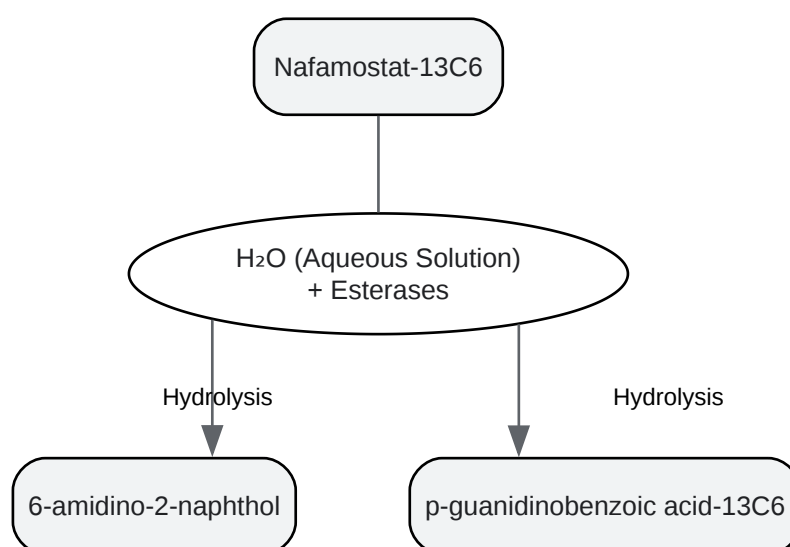 Nafamostat-13C6
H₂O (Aqueous Solution)
+ Esterases
Hydrolysis
Hydrolysis
6-amidino-2-naphthol
p-guanidinobenzoic acid-13C6